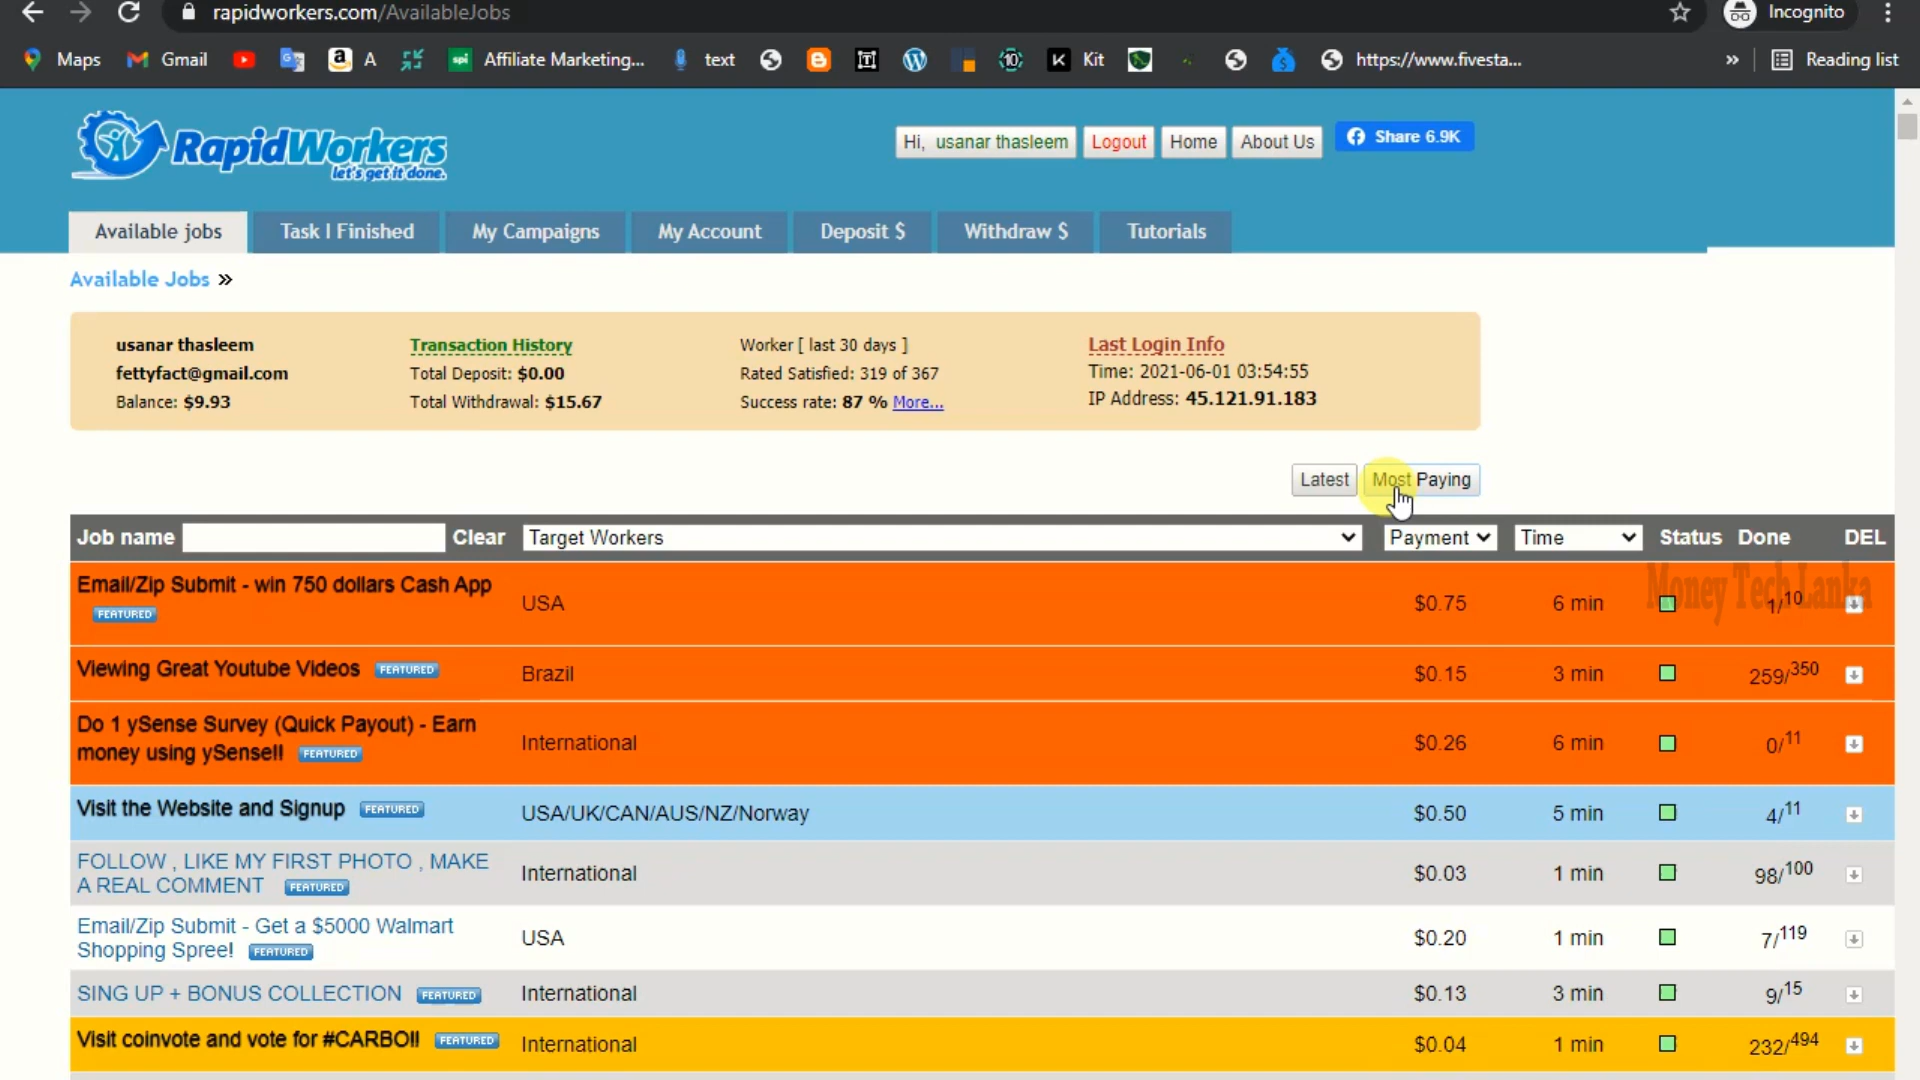 rapidworkers.com/AvailableJobs
Incognito
Maps
Gmail
A
spi
Affiliate Marketing...
text
10
K
Kit
https://www.fivesta...
»
Reading list
RapidWorkers
let's get it done.
Hi, usanar thasleem
Logout
Home
About Us
Share 6.9K
Available jobs
Task I Finished
My Campaigns
My Account
Deposit $
Withdraw $
Tutorials
Available Jobs »
usanar thasleem
fettyfact@gmail.com
Balance: $9.93
Transaction History
Total Deposit: $0.00
Total Withdrawal: $15.67
Worker [ last 30 days ]
Rated Satisfied: 319 of 367
Success rate: 87 % More...
Last Login Info
Time: 2021-06-01 03:54:55
IP Address: 45.121.91.183
Latest
Most Paying
Job name Clear Target Workers Payment Time Status Done DEL
Money Tech Lanka
Email/Zip Submit - win 750 dollars Cash App
FEATURED
USA $0.75 6 min 1/10
Viewing Great Youtube Videos FEATURED Brazil $0.15 3 min 259/350
Do 1 ySense Survey (Quick Payout) - Earn
money using ySense!! FEATURED
International $0.26 6 min 0/11
Visit the Website and Signup FEATURED USA/UK/CAN/AUS/NZ/Norway $0.50 5 min 4/11
FOLLOW , LIKE MY FIRST PHOTO , MAKE
A REAL COMMENT FEATURED
International $0.03 1 min 98/100
Email/Zip Submit - Get a $5000 Walmart
Shopping Spree! FEATURED
USA $0.20 1 min 7/119
SING UP + BONUS COLLECTION FEATURED International $0.13 3 min 9/15
Visit coinvote and vote for #CARBO!! FEATURED International $0.04 1 min 232/494